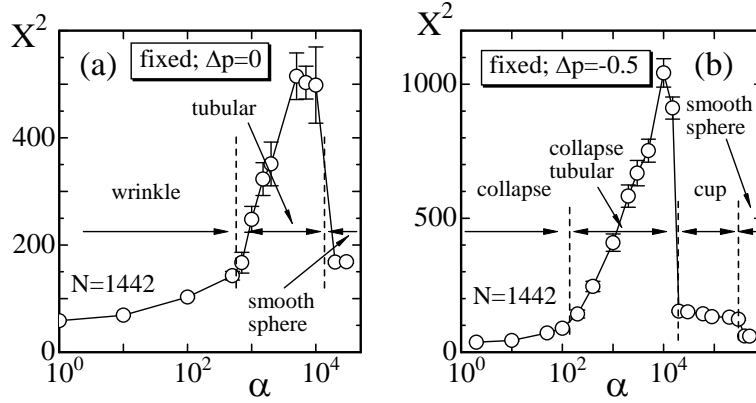 X²
(a)
fixed; Δp=0
600
400
200
0
tubular
wrinkle
N=1442
smooth
sphere
10⁰
10²
10⁴
α
X²
(b)
fixed; Δp=-0.5
1000
500
0
smooth
sphere
collapse
tubular
collapse
cup
N=1442
10⁰
10²
10⁴
α